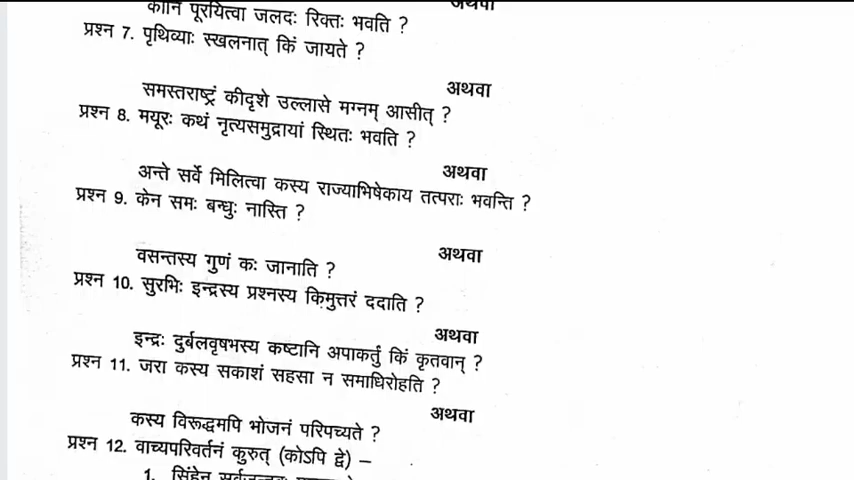 कानि पूरयित्वा जलदः रिक्तः भवति ?
अथवा
प्रश्न 7. पृथिव्याः स्खलनात् किं जायते ?
अथवा
समस्तराष्ट्रं कीदृशे उल्लासे मग्नम् आसीत् ?
प्रश्न 8. मयूरः कथं नृत्यसमुद्रायां स्थितः भवति ?
अथवा
अन्ते सर्वे मिलित्वा कस्य राज्याभिषेकाय तत्पराः भवन्ति ?
प्रश्न 9. केन समः बन्धुः नास्ति ?
अथवा
वसन्तस्य गुणं कः जानाति ?
प्रश्न 10. सुरभिः इन्द्रस्य प्रश्नस्य किमुत्तरं ददाति ?
अथवा
इन्द्रः दुर्बलवृषभस्य कष्टानि अपाकर्तुं किं कृतवान् ?
प्रश्न 11. जरा कस्य सकाशं सहसा न समाधिरोहति ?
अथवा
कस्य विरूद्धमपि भोजनं परिपच्यते ?
प्रश्न 12. वाच्यपरिवर्तनं कुरुत् (कोऽपि द्वे) –
1. सिंहेन